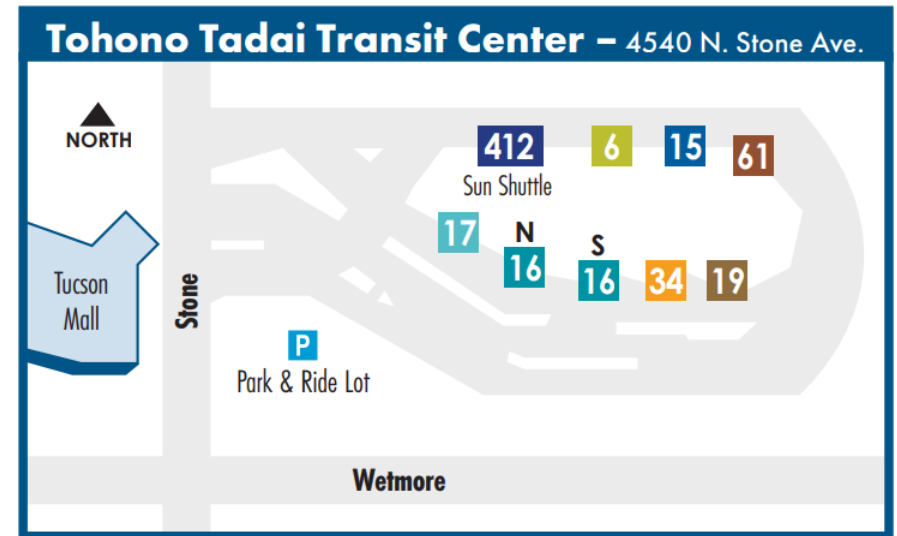 Tohono Tadai Transit Center – 4540 N. Stone Ave.
NORTH
412
6
15
61
Sun Shuttle
17
N
16
S
16
34
19
Tucson
Mall
Stone
P
Park & Ride Lot
Wetmore